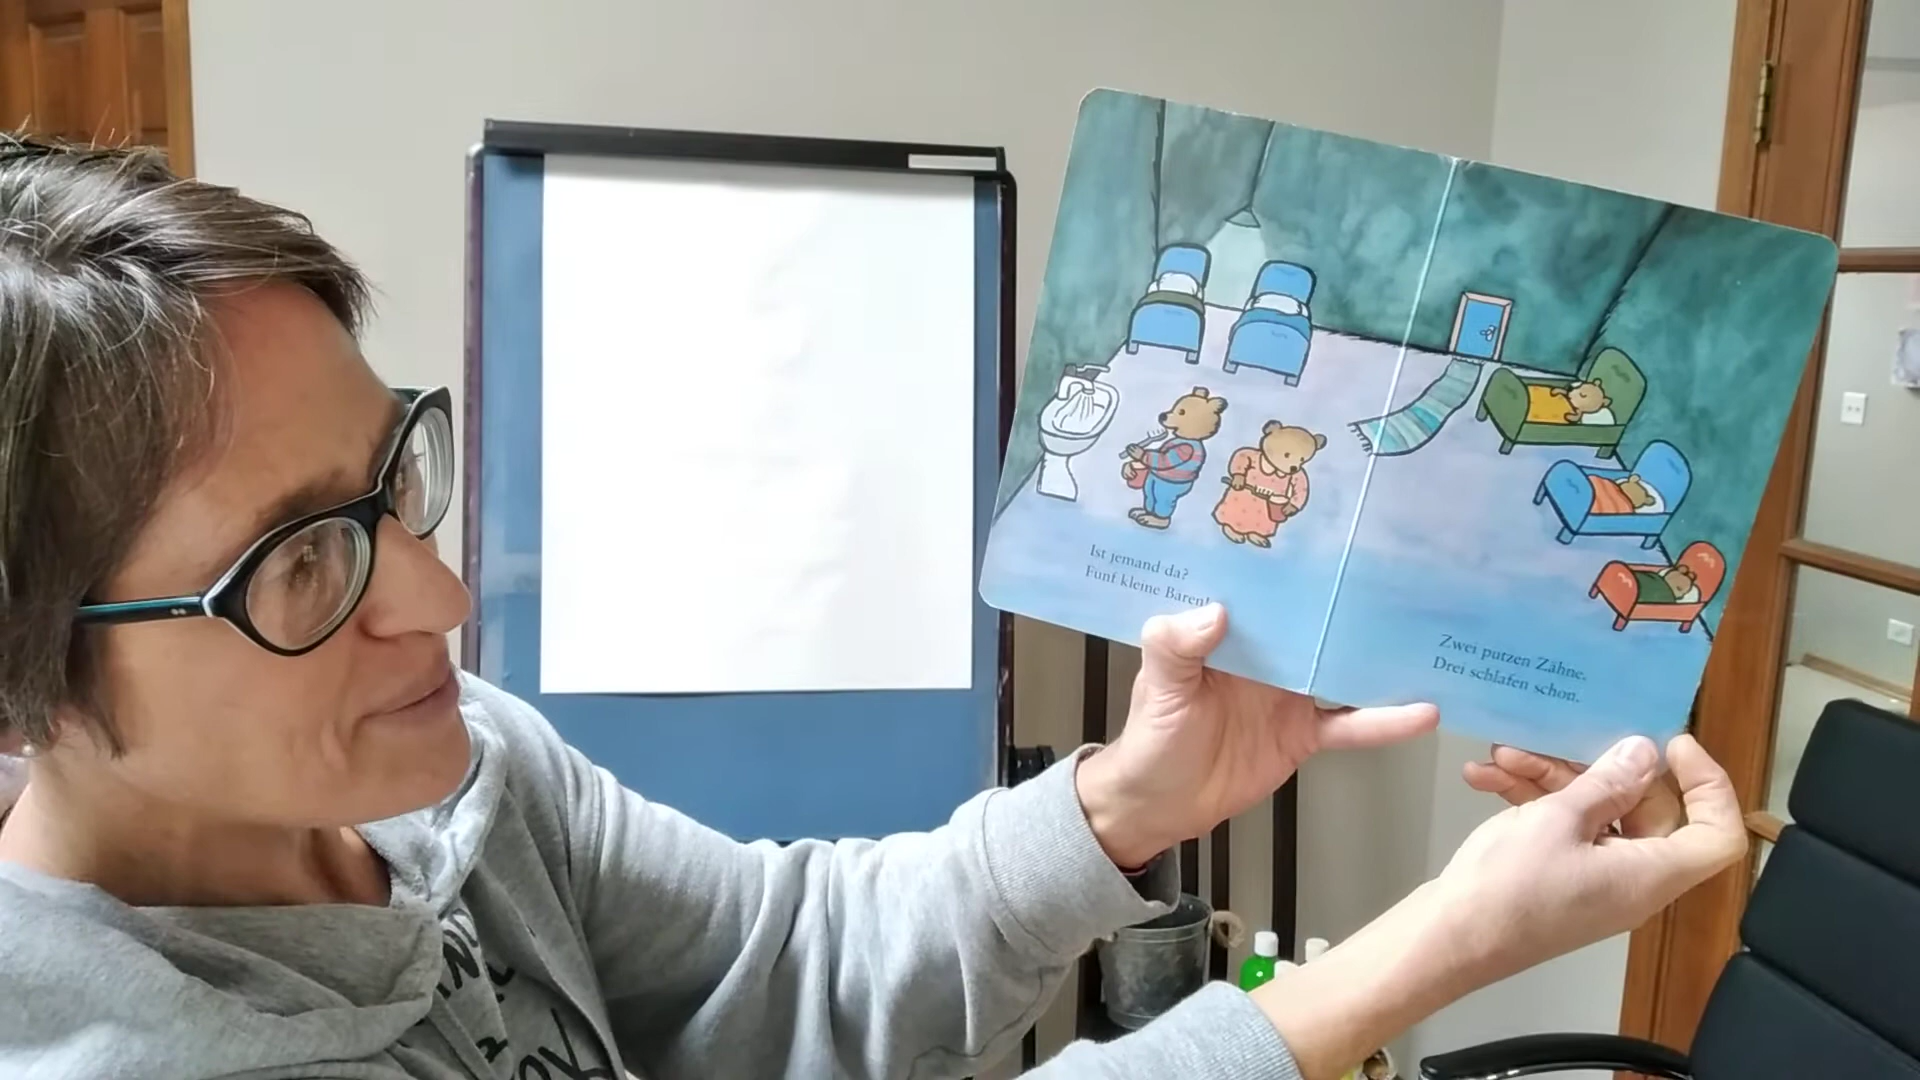 Ist jemand da?
Fünf kleine Bären!
Zwei putzen Zähne.
Drei schlafen schon.